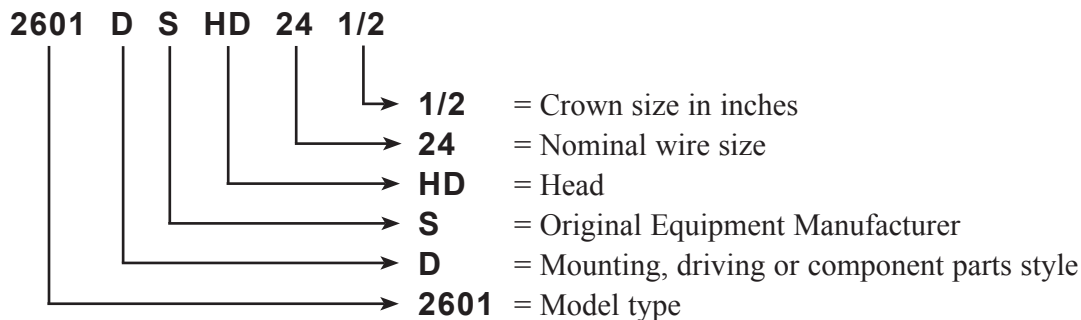 2601 D S HD 24 1/2
1/2 = Crown size in inches
24 = Nominal wire size
HD = Head
S = Original Equipment Manufacturer
D = Mounting, driving or component parts style
2601 = Model type